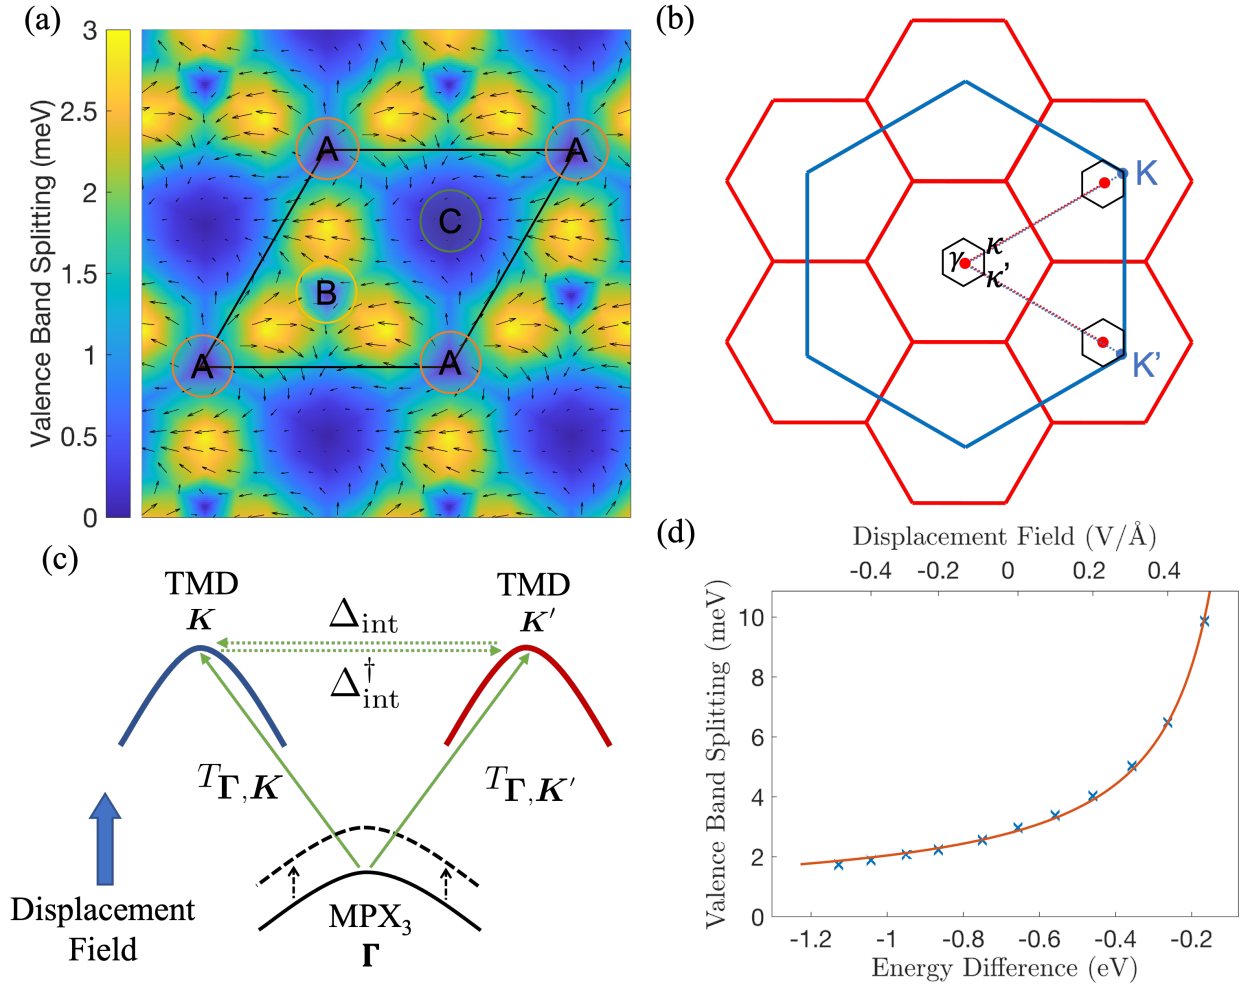 (a)
3
2.5
2
1.5
1
0.5
0
Valence Band Splitting (meV)
A
A
C
B
A
A
(b)
K
κ
γ
κ'
K'
(c)
TMD
K
TMD
K′
Δint
Δ†int
TΓ,K
TΓ,K′
Displacement
Field
MPX3
Γ
(d)
Displacement Field (V/Å)
-0.4 -0.2 0 0.2 0.4
Valence Band Splitting (meV)
10
8
6
4
2
0
-1.2 -1 -0.8 -0.6 -0.4 -0.2
Energy Difference (eV)